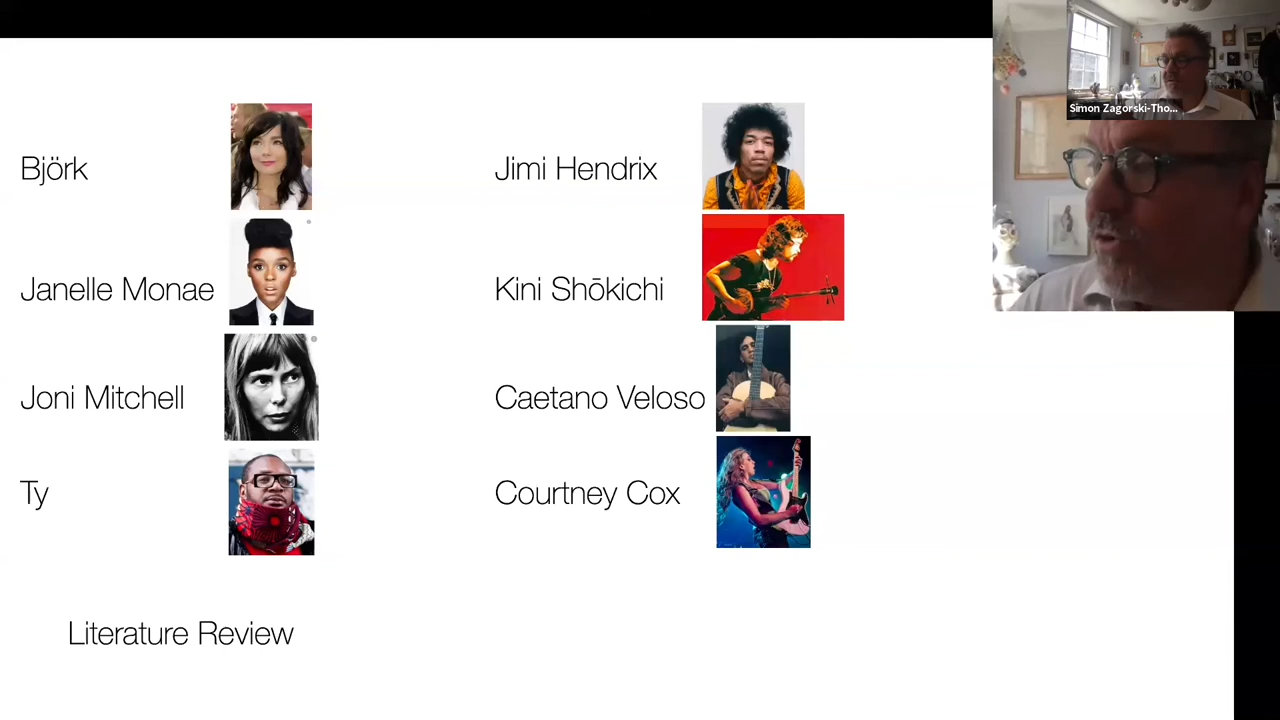 Björk
Janelle Monae
Joni Mitchell
Ty
Jimi Hendrix
Kini Shōkichi
Caetano Veloso
Courtney Cox
Literature Review
Simon Zagorski-Tho...